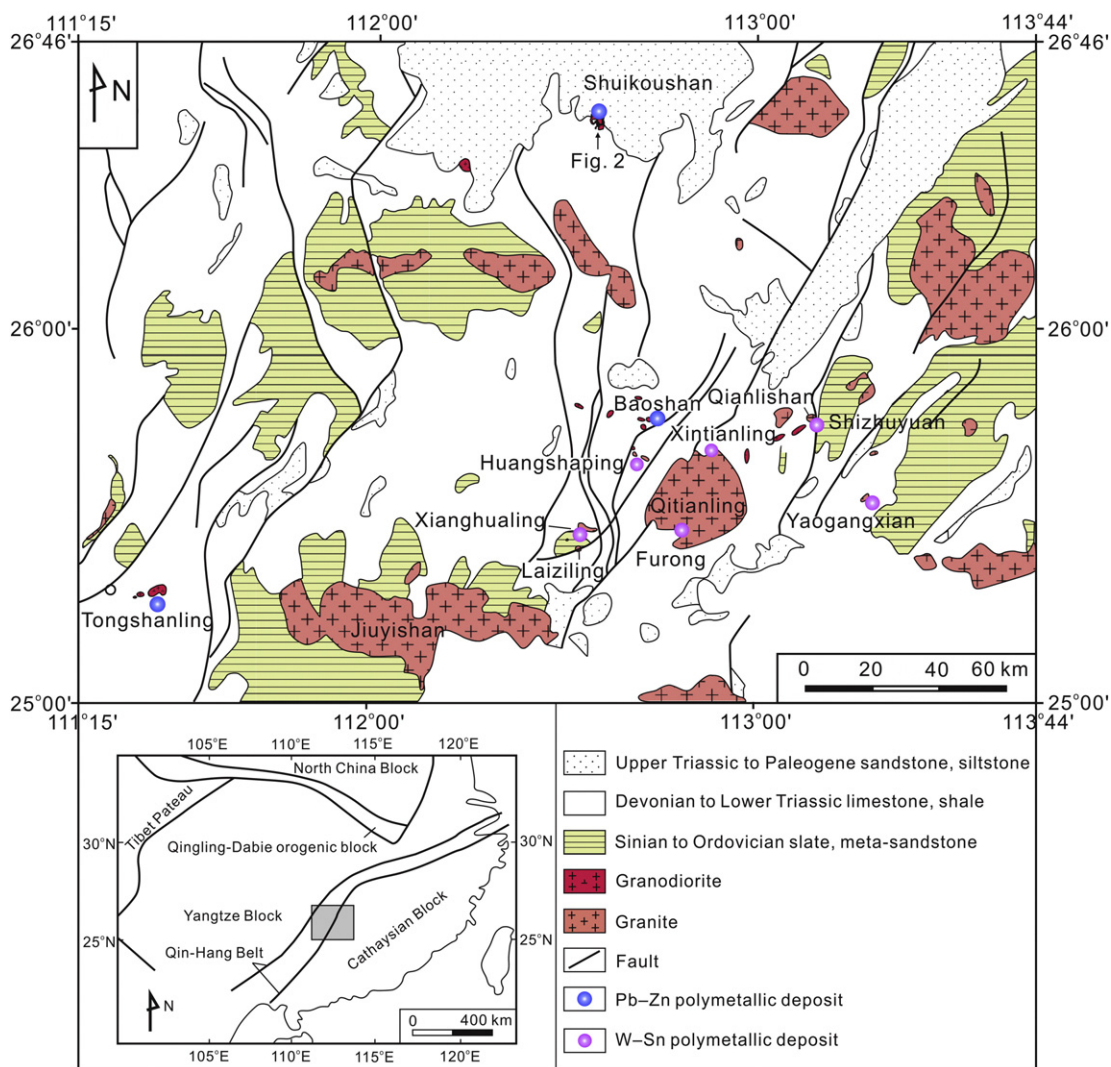 111°15'
112°00'
113°00'
113°44'
26°46'
26°46'
N
Shuikoushan
Fig. 2
26°00'
26°00'
Baoshan
Qianlishan
Shizhuyuan
Xintianling
Huangshaping
Qitianling
Yaogangxian
Xianghualing
Furong
Laiziling
Tongshanling
Jiuyishan
0 20 40 60 km
25°00'
25°00'
111°15'
112°00'
113°00'
113°44'
105°E 110°E 115°E 120°E
North China Block
Tibet Pateau
30°N
30°N
Qingling-Dabie orogenic block
Yangtze Block
25°N
25°N
Cathaysian Block
Qin-Hang Belt
N
0 400 km
105°E 110°E 115°E 120°E
Upper Triassic to Paleogene sandstone, siltstone
Devonian to Lower Triassic limestone, shale
Sinian to Ordovician slate, meta-sandstone
Granodiorite
Granite
Fault
Pb–Zn polymetallic deposit
W–Sn polymetallic deposit